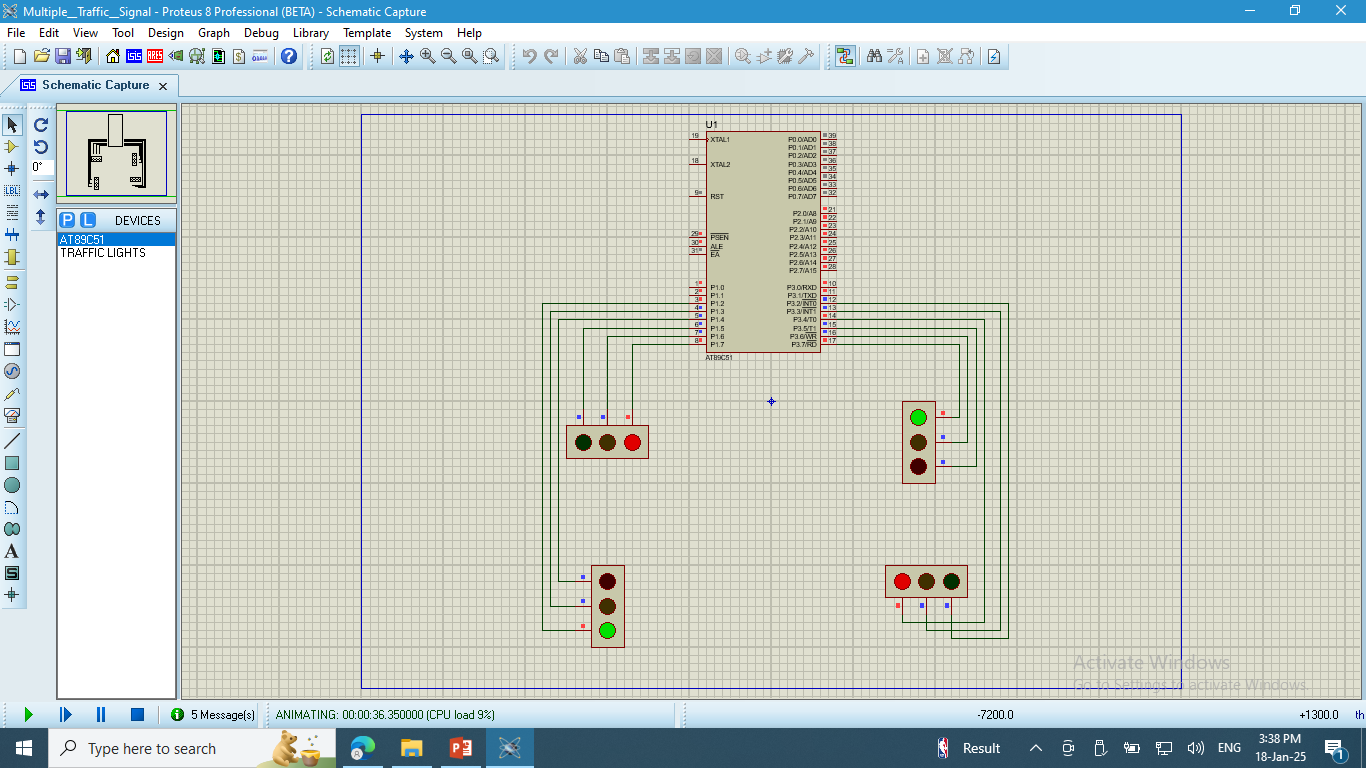 Multiple__Traffic__Signal - Proteus 8 Professional (BETA) - Schematic Capture
File Edit View Tool Design Graph Debug Library Template System Help
Schematic Capture
0°
LBL
P L DEVICES
AT89C51
TRAFFIC LIGHTS
A
S
U1
19 XTAL1 P0.0/AD0 39
P0.1/AD1 38
P0.2/AD2 37
18 XTAL2 P0.3/AD3 36
P0.4/AD4 35
P0.5/AD5 34
P0.6/AD6 33
9 RST P0.7/AD7 32
P2.0/A8 21
P2.1/A9 22
P2.2/A10 23
29 PSEN P2.3/A11 24
30 ALE P2.4/A12 25
31 EA P2.5/A13 26
P2.6/A14 27
P2.7/A15 28
1 P1.0 P3.0/RXD 10
2 P1.1 P3.1/TXD 11
3 P1.2 P3.2/INT0 12
4 P1.3 P3.3/INT1 13
5 P1.4 P3.4/T0 14
6 P1.5 P3.5/T1 15
7 P1.6 P3.6/WR 16
8 P1.7 P3.7/RD 17
AT89C51
Activate Windows
Go to Settings to activate Windows.
5 Message(s) ANIMATING: 00:00:36.350000 (CPU load 9%) -7200.0 +1300.0 th
Type here to search Result ENG 3:38 PM
18-Jan-25 1